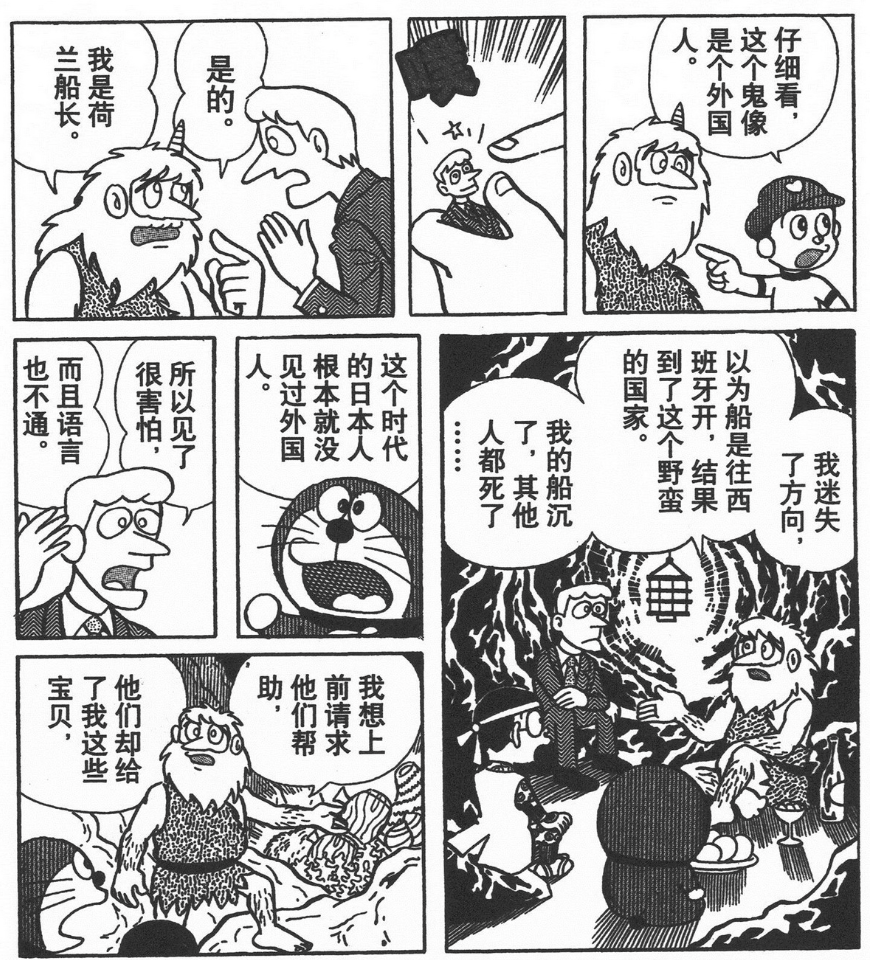 仔细看，
这个鬼像
是个外国
人。
是的。
我是荷
兰船长。
我迷失
了方向，
以为船是往西
班牙开，结果
到了这个野蛮
的国家。
我的船沉
了，其他
人都死了
……
这个时代
的日本人
根本就没
见过外国
人。
所以见了
很害怕，
而且语言
也不通。
我想上
前请求
他们帮
助，
他们却给
了我这些
宝贝，